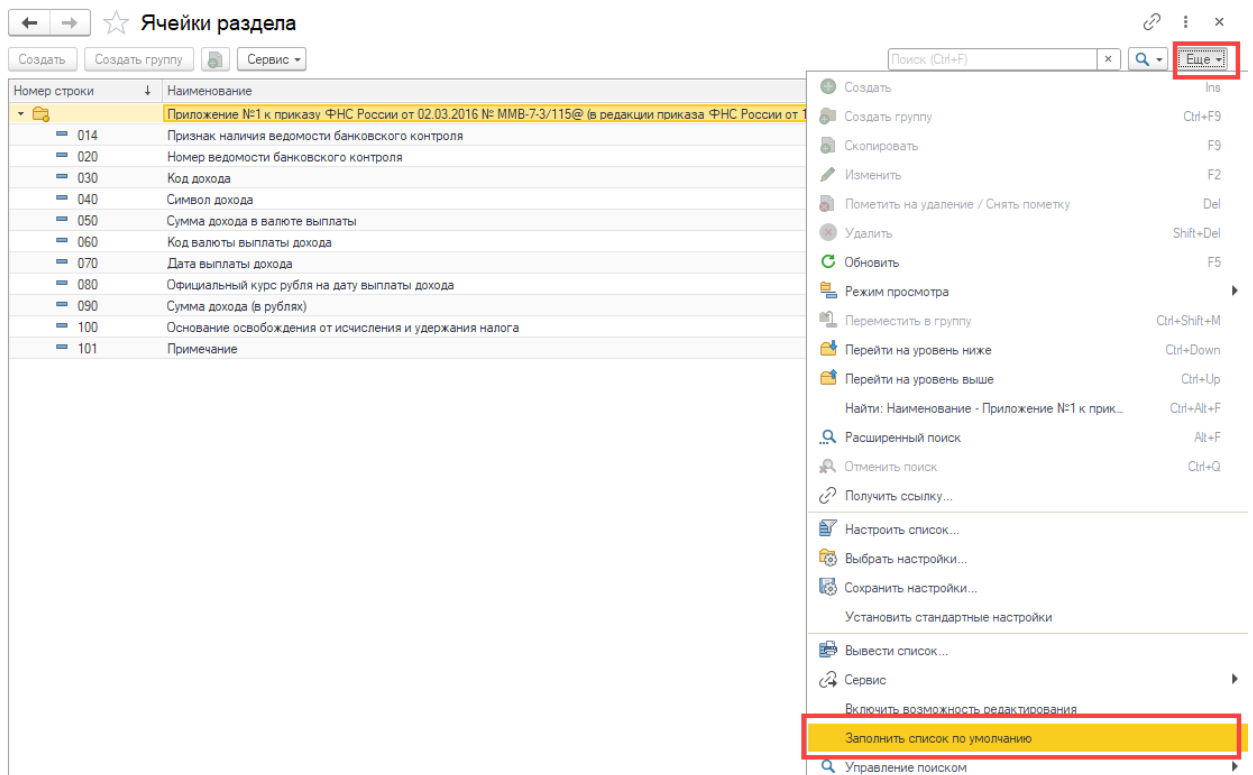 Ячейки раздела
Создать Создать группу Сервис Поиск (Ctrl+F) × Еще
Номер строки ↓ Наименование
Приложение №1 к приказу ФНС России от 02.03.2016 № ММВ-7-3/115@ (в редакции приказа ФНС России от 1
014 Признак наличия ведомости банковского контроля
020 Номер ведомости банковского контроля
030 Код дохода
040 Символ дохода
050 Сумма дохода в валюте выплаты
060 Код валюты выплаты дохода
070 Дата выплаты дохода
080 Официальный курс рубля на дату выплаты дохода
090 Сумма дохода (в рублях)
100 Основание освобождения от исчисления и удержания налога
101 Примечание
Создать Ins
Создать группу Ctrl+F9
Скопировать F9
Изменить F2
Пометить на удаление / Снять пометку Del
Удалить Shift+Del
Обновить F5
Режим просмотра
Переместить в группу Ctrl+Shift+M
Перейти на уровень ниже Ctrl+Down
Перейти на уровень выше Ctrl+Up
Найти: Наименование - Приложение №1 к прик... Ctrl+Alt+F
Расширенный поиск Alt+F
Отменить поиск Ctrl+Q
Получить ссылку...
Настроить список...
Выбрать настройки...
Сохранить настройки...
Установить стандартные настройки
Вывести список...
Сервис
Включить возможность редактирования
Заполнить список по умолчанию
Управление поиском